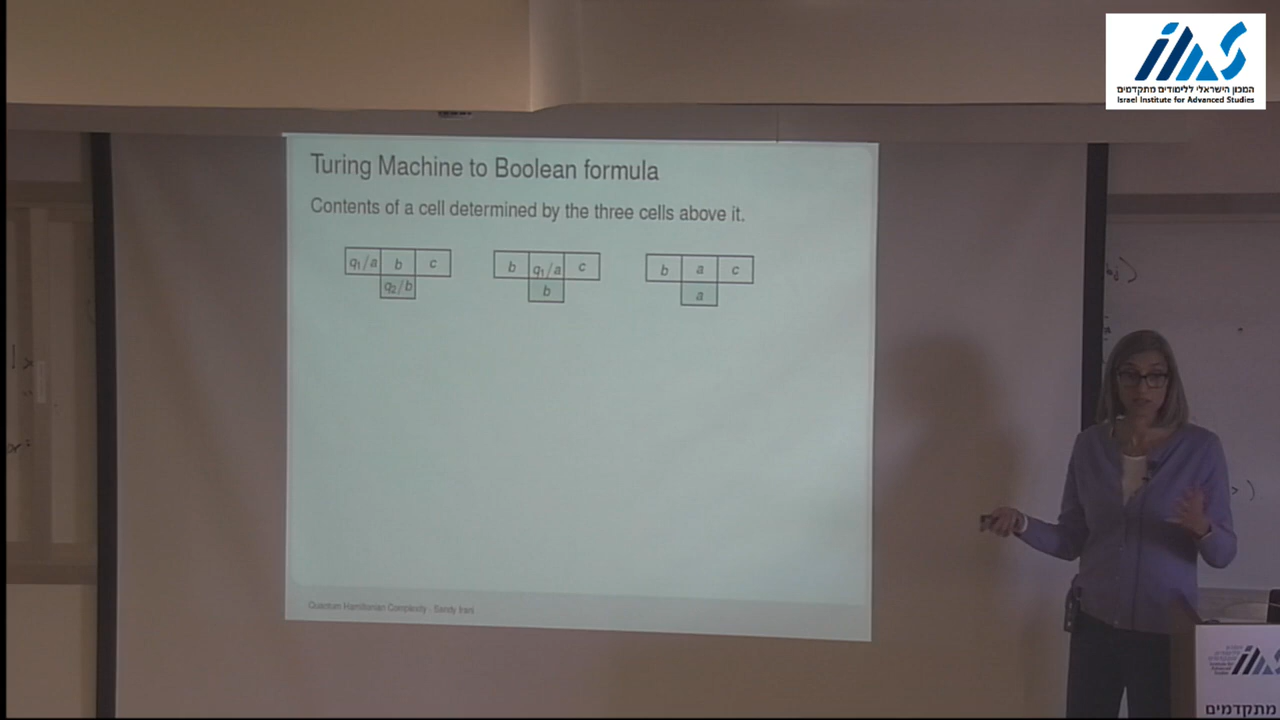 המכון הישראלי ללימודים מתקדמים
Israel Institute for Advanced Studies
Turing Machine to Boolean formula
Contents of a cell determined by the three cells above it.
q₁/a b c
q₂/b
b q₁/a c
b
b a c
a
Quantum Hamiltonian Complexity - Sandy Irani
מתקדמים